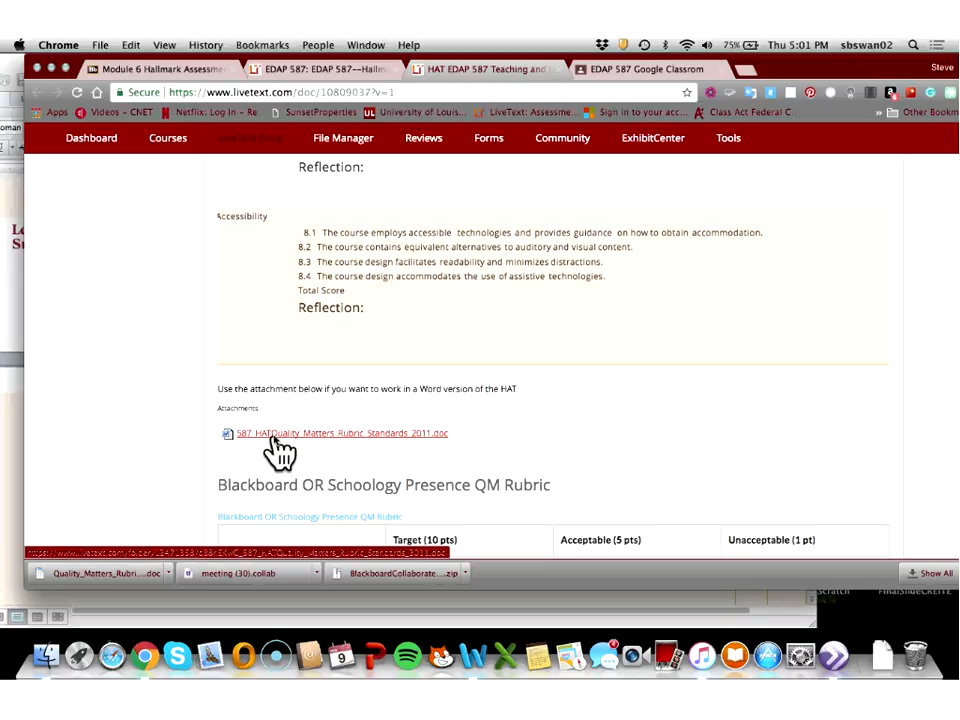 Chrome File Edit View History Bookmarks People Window Help 75% Thu 5:01 PM sbswan02
Module 6 Hallmark Assessme EDAP 587: EDAP 587--Hallm HAT EDAP 587 Teaching and EDAP 587 Google Classrom Steve
Secure https://www.livetext.com/doc/10809037?v=1
Apps Videos - CNET Netflix: Log In - Re SunsetProperties University of Louis... LiveText: Assessme... Sign in to your acc... Class Act Federal C » Other Bookm
Dashboard Courses File Manager Reviews Forms Community ExhibitCenter Tools
Reflection:
Accessibility
8.1 The course employs accessible technologies and provides guidance on how to obtain accommodation.
8.2 The course contains equivalent alternatives to auditory and visual content.
8.3 The course design facilitates readability and minimizes distractions.
8.4 The course design accommodates the use of assistive technologies.
Total Score
Reflection:
Use the attachment below if you want to work in a Word version of the HAT
Attachments
587_HATQuality_Matters_Rubric_Standards_2011.doc
Blackboard OR Schoology Presence QM Rubric
Blackboard OR Schoology Presence QM Rubric
Target (10 pts) Acceptable (5 pts) Unacceptable (1 pt)
Quality_Matters_Rubri....doc meeting (30).collab BlackboardCollaborate....zip Show All